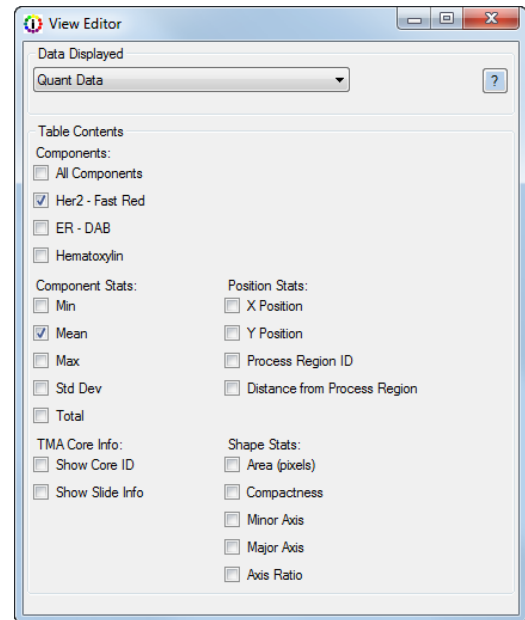 View Editor
Data Displayed
Quant Data
?
Table Contents
Components:
All Components
Her2 - Fast Red
ER - DAB
Hematoxylin
Component Stats:
Min
Mean
Max
Std Dev
Total
Position Stats:
X Position
Y Position
Process Region ID
Distance from Process Region
TMA Core Info:
Show Core ID
Show Slide Info
Shape Stats:
Area (pixels)
Compactness
Minor Axis
Major Axis
Axis Ratio